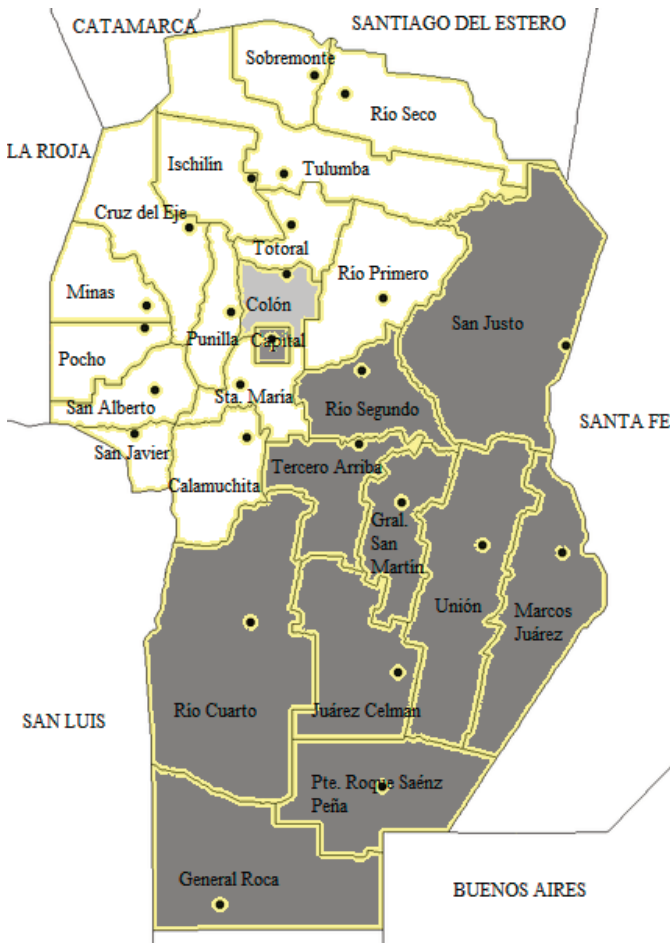 CATAMARCA
SANTIAGO DEL ESTERO
Sobremonte
Río Seco
LA RIOJA
Ischilín
Tulumba
Cruz del Eje
Totoral
Río Primero
Minas
Colón
San Justo
Punilla
Capital
Pocho
San Alberto
Sta. María
Río Segundo
SANTA FE
San Javier
Tercero Arriba
Calamuchita
Gral.
San
Martín
Unión
Marcos
Juárez
SAN LUIS
Río Cuarto
Juárez Celman
Pte. Roque Saénz
Peña
General Roca
BUENOS AIRES